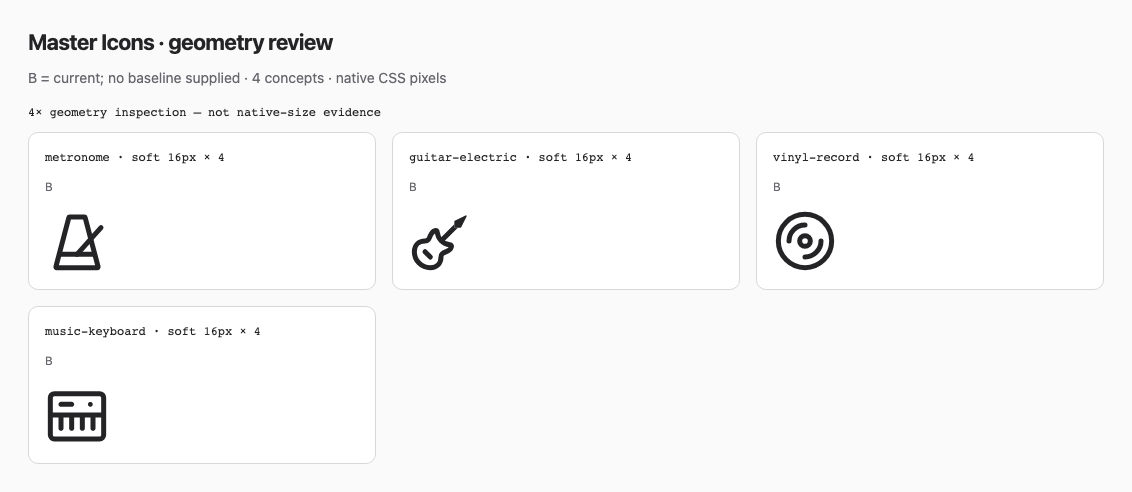 Master Icons · geometry review
B = current; no baseline supplied · 4 concepts · native CSS pixels
4× geometry inspection — not native-size evidence
metronome · soft 16px × 4
B
guitar-electric · soft 16px × 4
B
vinyl-record · soft 16px × 4
B
music-keyboard · soft 16px × 4
B